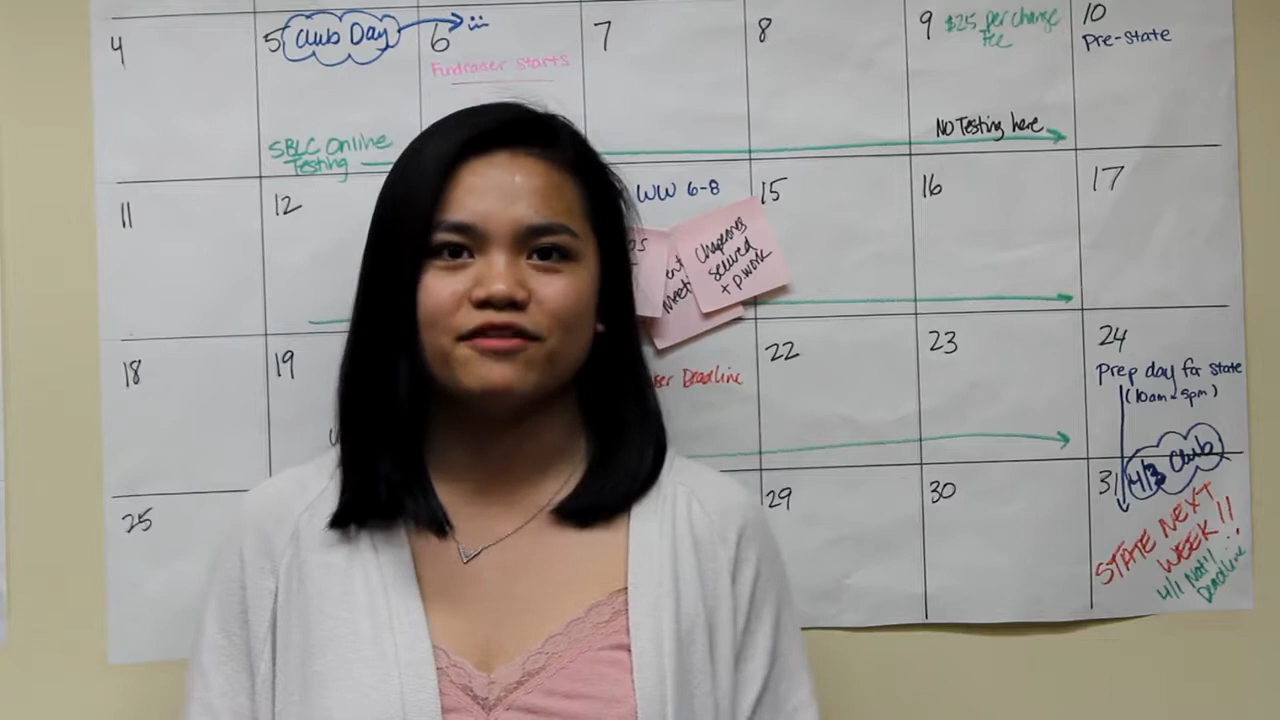 4
5 Club Day
6
Fundraiser starts
7
8
9 $25 per change
fee
10
Pre-state
SBLC Online
Testing
NO Testing here
11
12
WW 6-8
15
16
17
Chaperones
secured
+ p.work
Meeti
18
19
Deadline
22
23
24
Prep day for State
(10am - 5pm)
4/3 Club
25
29
30
31
STATE NEXT
WEEK!!
4/1 Nat'l
Deadline